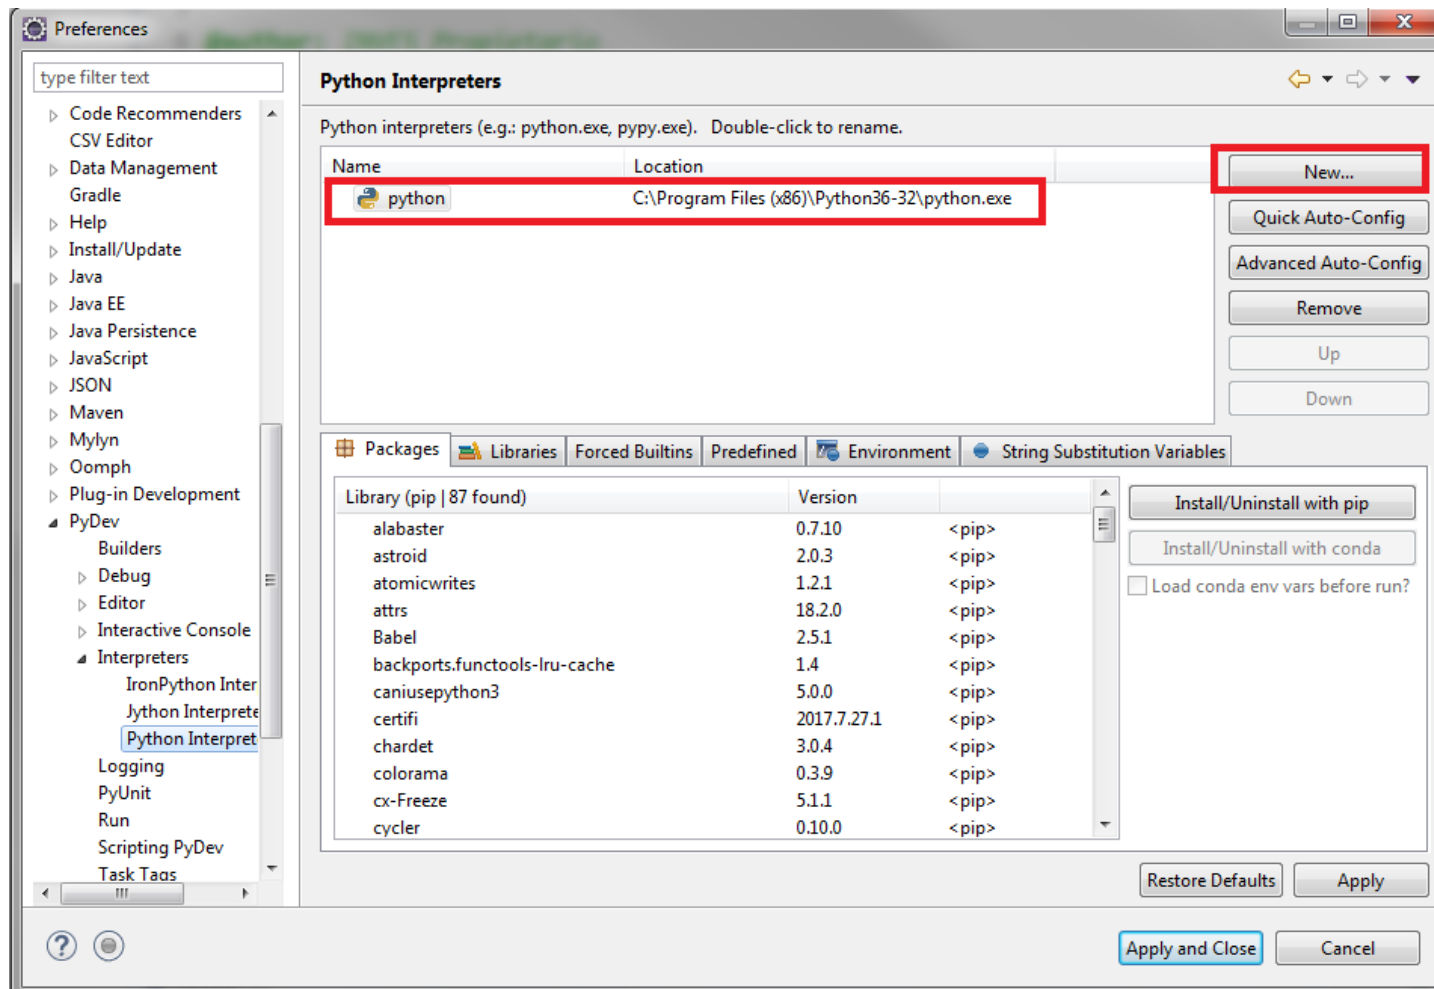 Preferences
@author: INVES Propietario
type filter text
Code Recommenders
CSV Editor
Data Management
Gradle
Help
Install/Update
Java
Java EE
Java Persistence
JavaScript
JSON
Maven
Mylyn
Oomph
Plug-in Development
PyDev
Builders
Debug
Editor
Interactive Console
Interpreters
IronPython Inter
Jython Interprete
Python Interpret
Logging
PyUnit
Run
Scripting PyDev
Task Tags
Python Interpreters
Python interpreters (e.g.: python.exe, pypy.exe). Double-click to rename.
Name Location
python C:\Program Files (x86)\Python36-32\python.exe
New...
Quick Auto-Config
Advanced Auto-Config
Remove
Up
Down
Packages Libraries Forced Builtins Predefined Environment String Substitution Variables
Library (pip | 87 found) Version
alabaster 0.7.10 <pip>
astroid 2.0.3 <pip>
atomicwrites 1.2.1 <pip>
attrs 18.2.0 <pip>
Babel 2.5.1 <pip>
backports.functools-lru-cache 1.4 <pip>
caniusepython3 5.0.0 <pip>
certifi 2017.7.27.1 <pip>
chardet 3.0.4 <pip>
colorama 0.3.9 <pip>
cx-Freeze 5.1.1 <pip>
cycler 0.10.0 <pip>
Install/Uninstall with pip
Install/Uninstall with conda
Load conda env vars before run?
Restore Defaults Apply
Apply and Close Cancel